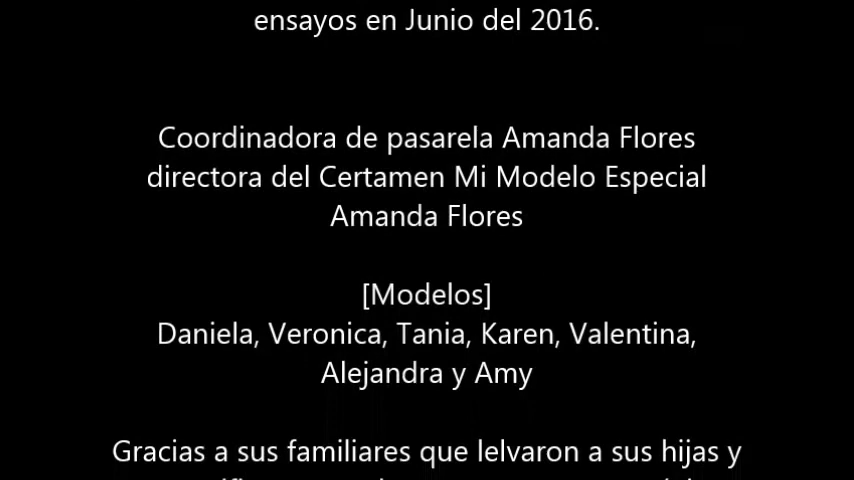 ensayos en Junio del 2016.
Coordinadora de pasarela Amanda Flores
directora del Certamen Mi Modelo Especial
Amanda Flores
[Modelos]
Daniela, Veronica, Tania, Karen, Valentina,
Alejandra y Amy
Gracias a sus familiares que lelvaron a sus hijas y